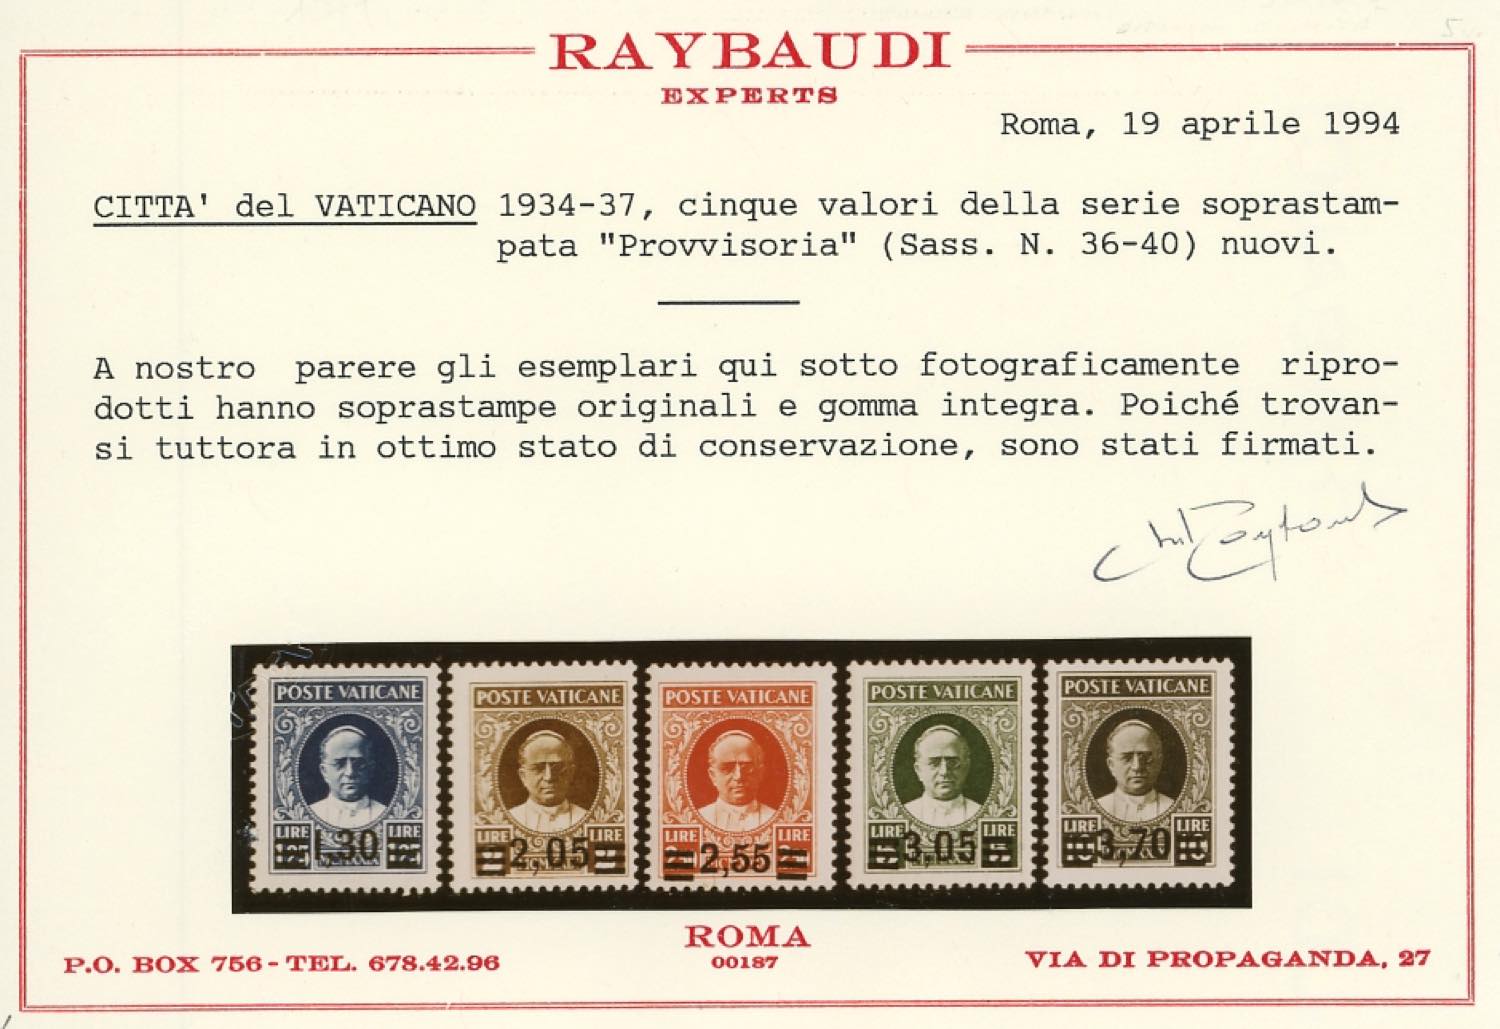 RAYBAUDI
EXPERTS
Roma, 19 aprile 1994
CITTA' del VATICANO 1934-37, cinque valori della serie soprastam-
pata "Provvisoria" (Sass. N. 36-40) nuovi.
A nostro parere gli esemplari qui sotto fotograficamente ripro-
dotti hanno soprastampe originali e gomma integra. Poiché trovan-
si tuttora in ottimo stato di conservazione, sono stati firmati.
POSTE VATICANE POSTE VATICANE POSTE VATICANE POSTE VATICANE POSTE VATICANE
LIRE LIRE LIRE LIRE LIRE LIRE LIRE LIRE LIRE LIRE
1,30 2,05 2,55 3,05 3,70
ROMA
00187
P.O. BOX 756 - TEL. 678.42.96
VIA DI PROPAGANDA, 27